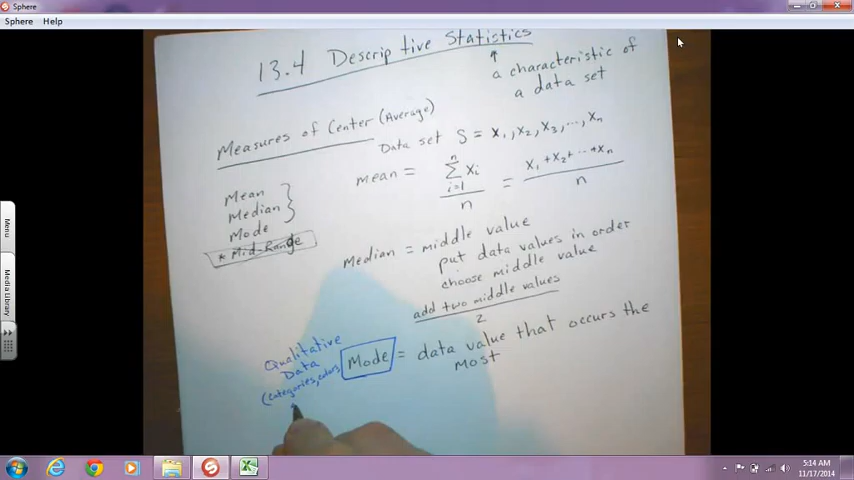 Sphere
Sphere Help
13.4 Descriptive Statistics
a characteristic of
a data set
Measures of Center (Average)
Data set S = x₁, x₂, x₃, ..., xₙ
Mean
Median
Mode
* Mid-Range
mean = n Σ i=1 xᵢ / n = x₁ + x₂ + ... + xₙ / n
Median = middle value
put data values in order
choose middle value
add two middle values
2
Qualitative
Data
(categories, colors
Mode = data value that occurs the
most
Menu
Media Library
5:14 AM
11/17/2014